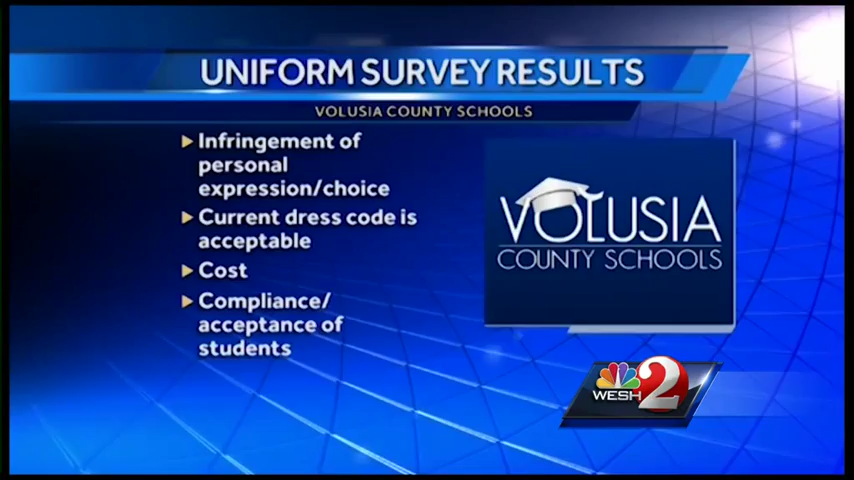 UNIFORM SURVEY RESULTS
VOLUSIA COUNTY SCHOOLS
Infringement of
personal
expression/choice
Current dress code is
acceptable
Cost
Compliance/
acceptance of
students
VOLUSIA
COUNTY SCHOOLS
WESH 2